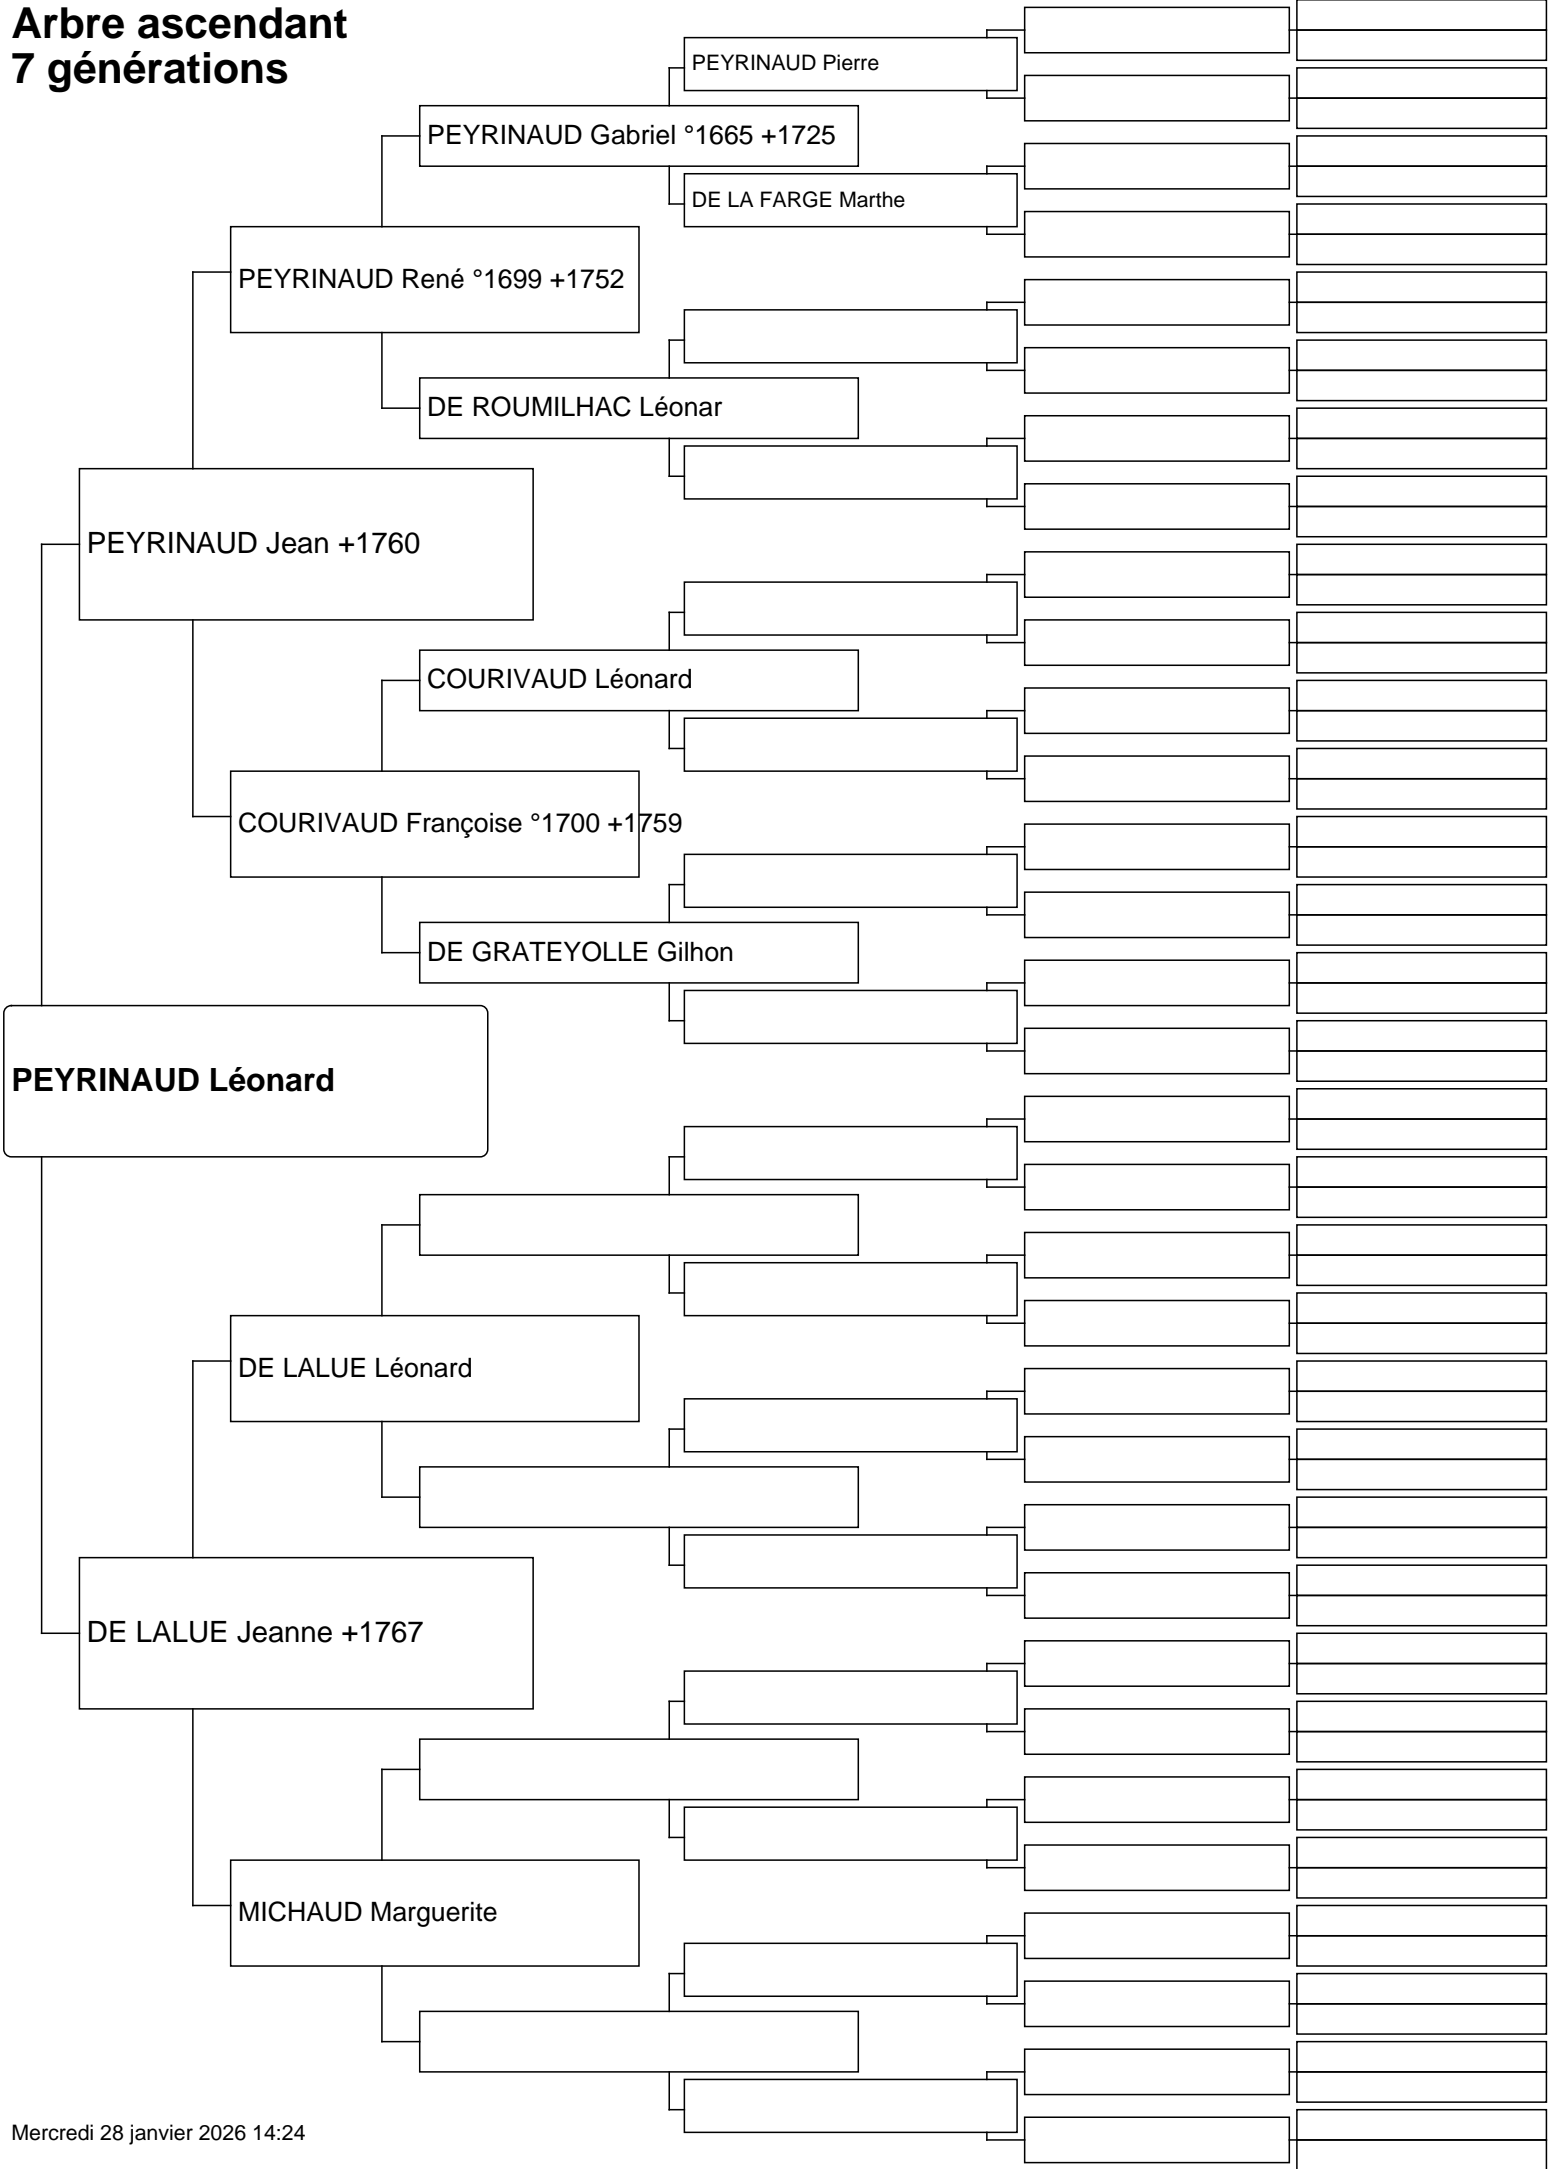 Arbre ascendant
7 générations
PEYRINAUD Pierre
PEYRINAUD Gabriel °1665 +1725
DE LA FARGE Marthe
PEYRINAUD René °1699 +1752
DE ROUMILHAC Léonar
PEYRINAUD Jean +1760
COURIVAUD Léonard
COURIVAUD Françoise °1700 +1759
DE GRATEYOLLE Gilhon
PEYRINAUD Léonard
DE LALUE Léonard
DE LALUE Jeanne +1767
MICHAUD Marguerite
Mercredi 28 janvier 2026 14:24